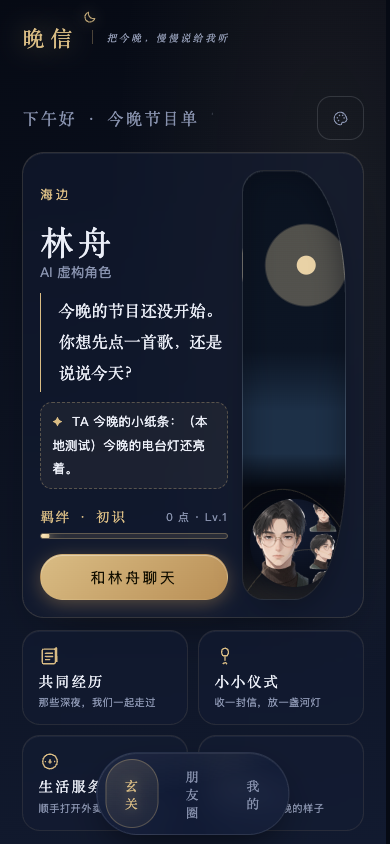 晚信
把今晚，慢慢说给我听
下午好 · 今晚节目单
海边
林舟
AI 虚构角色
今晚的节目还没开始。
你想先点一首歌，还是
说说今天？
TA 今晚的小纸条：（本
地测试）今晚的电台灯还亮
着。
羁绊 · 初识
0 点 · Lv.1
和林舟聊天
共同经历
那些深夜，我们一起走过
小小仪式
收一封信，放一盏河灯
生活服务
顺手打开外卖
晚的样子
玄关
朋友圈
我的